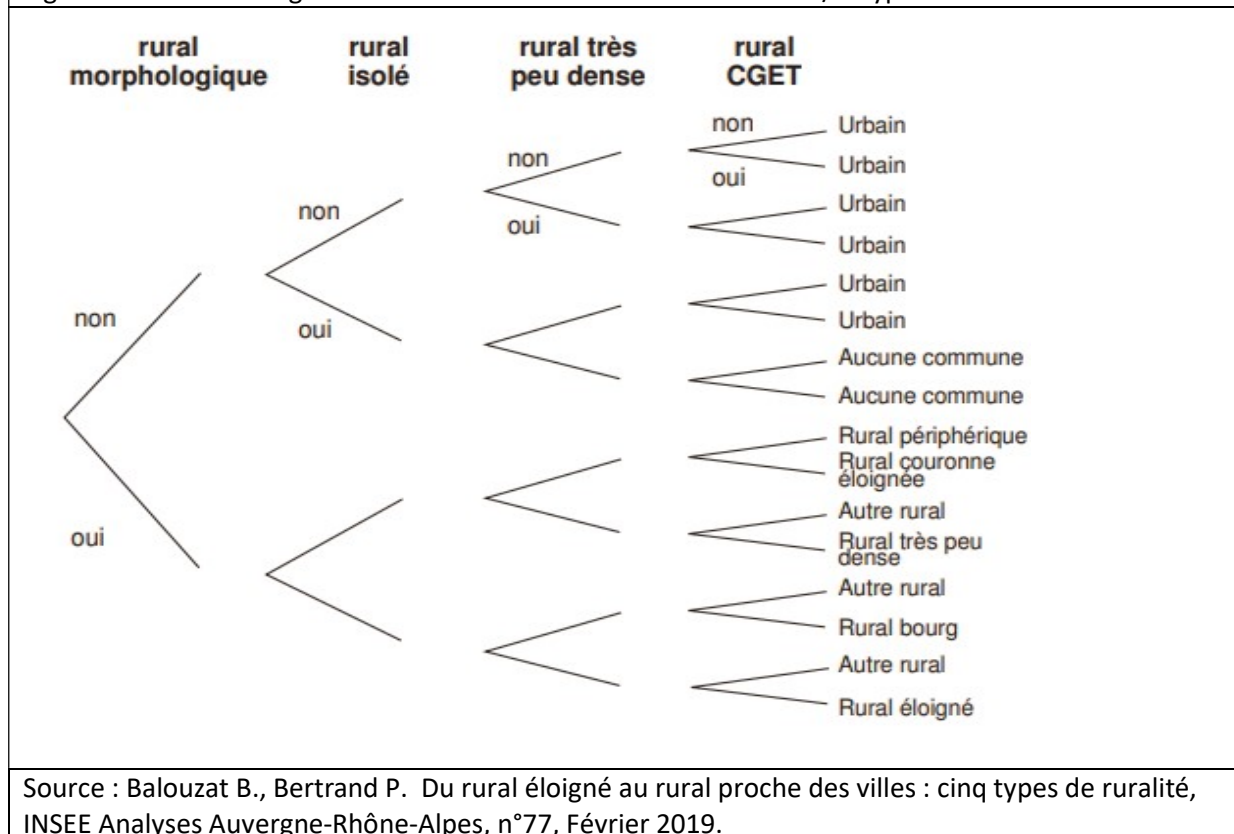 rural morphologique
rural isolé
rural très peu dense
rural CGET
non
Urbain
non
Urbain
oui
non
Urbain
oui
Urbain
non
Urbain
oui
Urbain
Aucune commune
Aucune commune
Rural périphérique
Rural couronne éloignée
oui
Autre rural
Rural très peu dense
Autre rural
Rural bourg
Autre rural
Rural éloigné
Source : Balouzat B., Bertrand P. Du rural éloigné au rural proche des villes : cinq types de ruralité,
INSEE Analyses Auvergne-Rhône-Alpes, n°77, Février 2019.